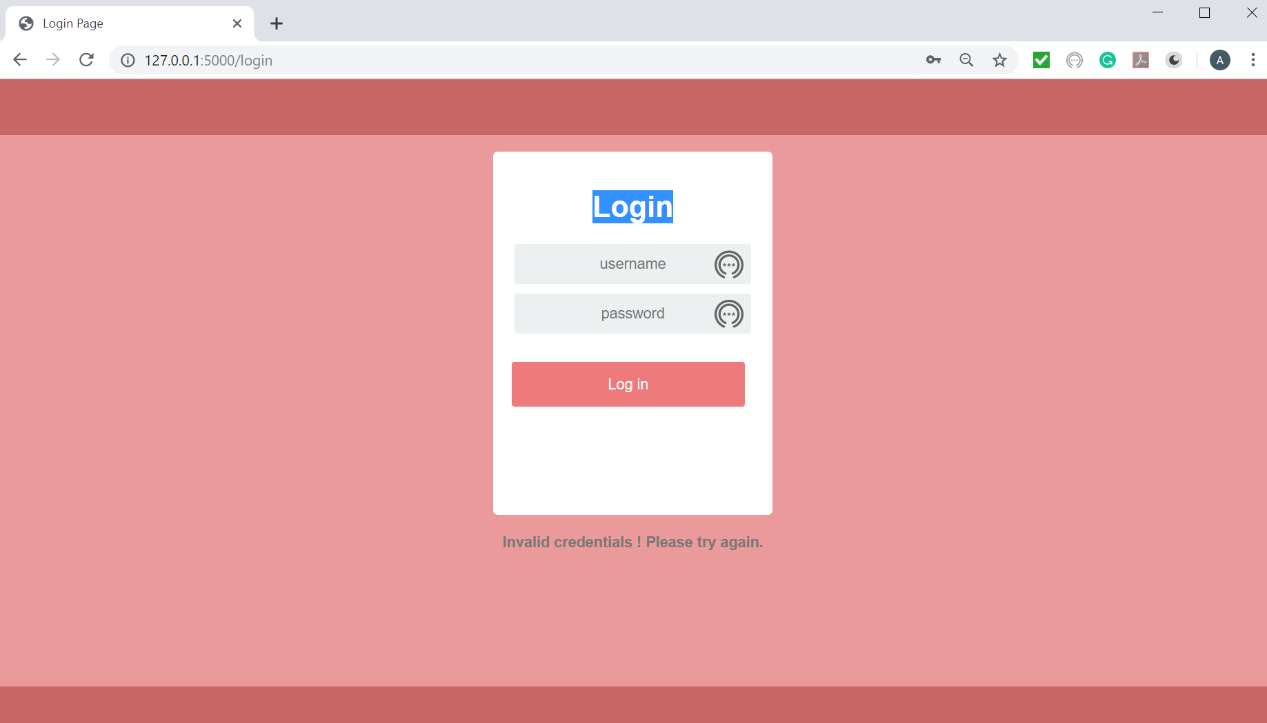 Login Page
127.0.0.1:5000/login
A
Login
username
password
Log in
Invalid credentials ! Please try again.